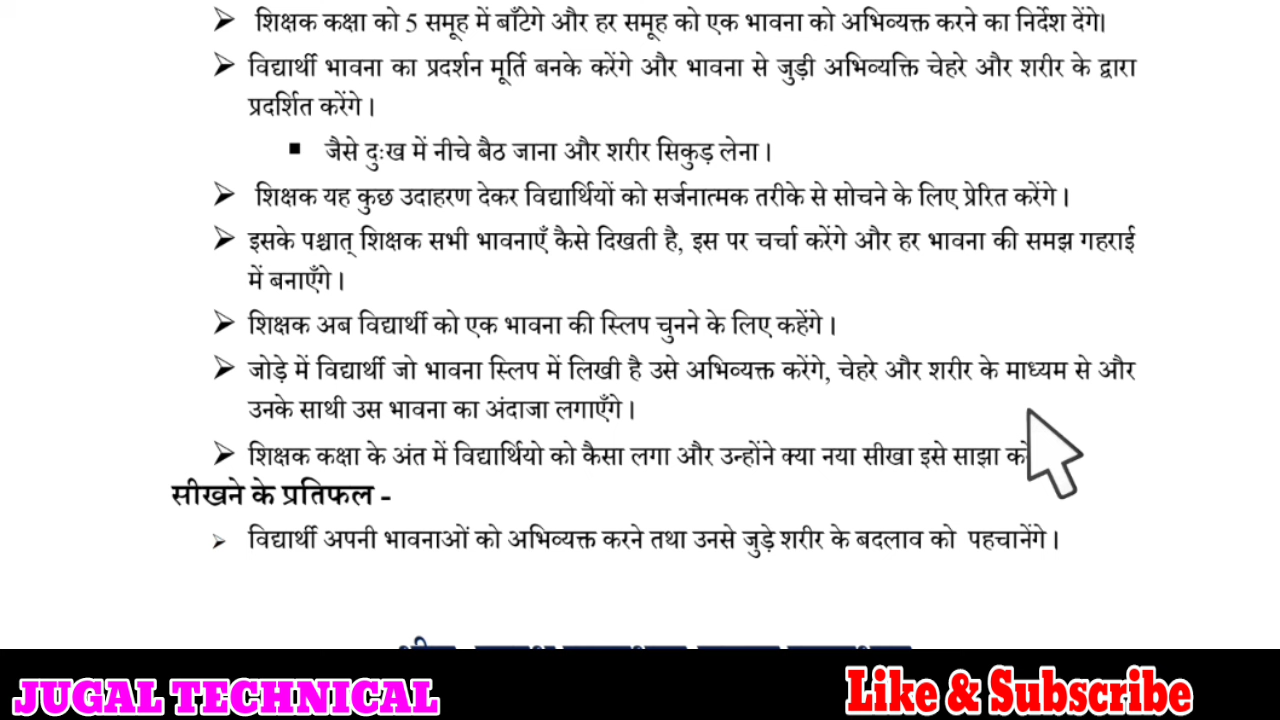 ➢ शिक्षक कक्षा को 5 समूह में बाँटेगे और हर समूह को एक भावना को अभिव्यक्त करने का निर्देश देंगे।
➢ विद्यार्थी भावना का प्रदर्शन मूर्ति बनके करेंगे और भावना से जुड़ी अभिव्यक्ति चेहरे और शरीर के द्वारा
प्रदर्शित करेंगे।
▪ जैसे दुःख में नीचे बैठ जाना और शरीर सिकुड़ लेना।
➢ शिक्षक यह कुछ उदाहरण देकर विद्यार्थियों को सर्जनात्मक तरीके से सोचने के लिए प्रेरित करेंगे।
➢ इसके पश्चात् शिक्षक सभी भावनाएँ कैसे दिखती है, इस पर चर्चा करेंगे और हर भावना की समझ गहराई
में बनाएँगे।
➢ शिक्षक अब विद्यार्थी को एक भावना की स्लिप चुनने के लिए कहेंगे।
➢ जोड़े में विद्यार्थी जो भावना स्लिप में लिखी है उसे अभिव्यक्त करेंगे, चेहरे और शरीर के माध्यम से और
उनके साथी उस भावना का अंदाजा लगाएँगे।
➢ शिक्षक कक्षा के अंत में विद्यार्थियो को कैसा लगा और उन्होंने क्या नया सीखा इसे साझा
सीखने के प्रतिफल -
➢ विद्यार्थी अपनी भावनाओं को अभिव्यक्त करने तथा उनसे जुड़े शरीर के बदलाव को पहचानेंगे।
JUGAL TECHNICAL
Like & Subscribe